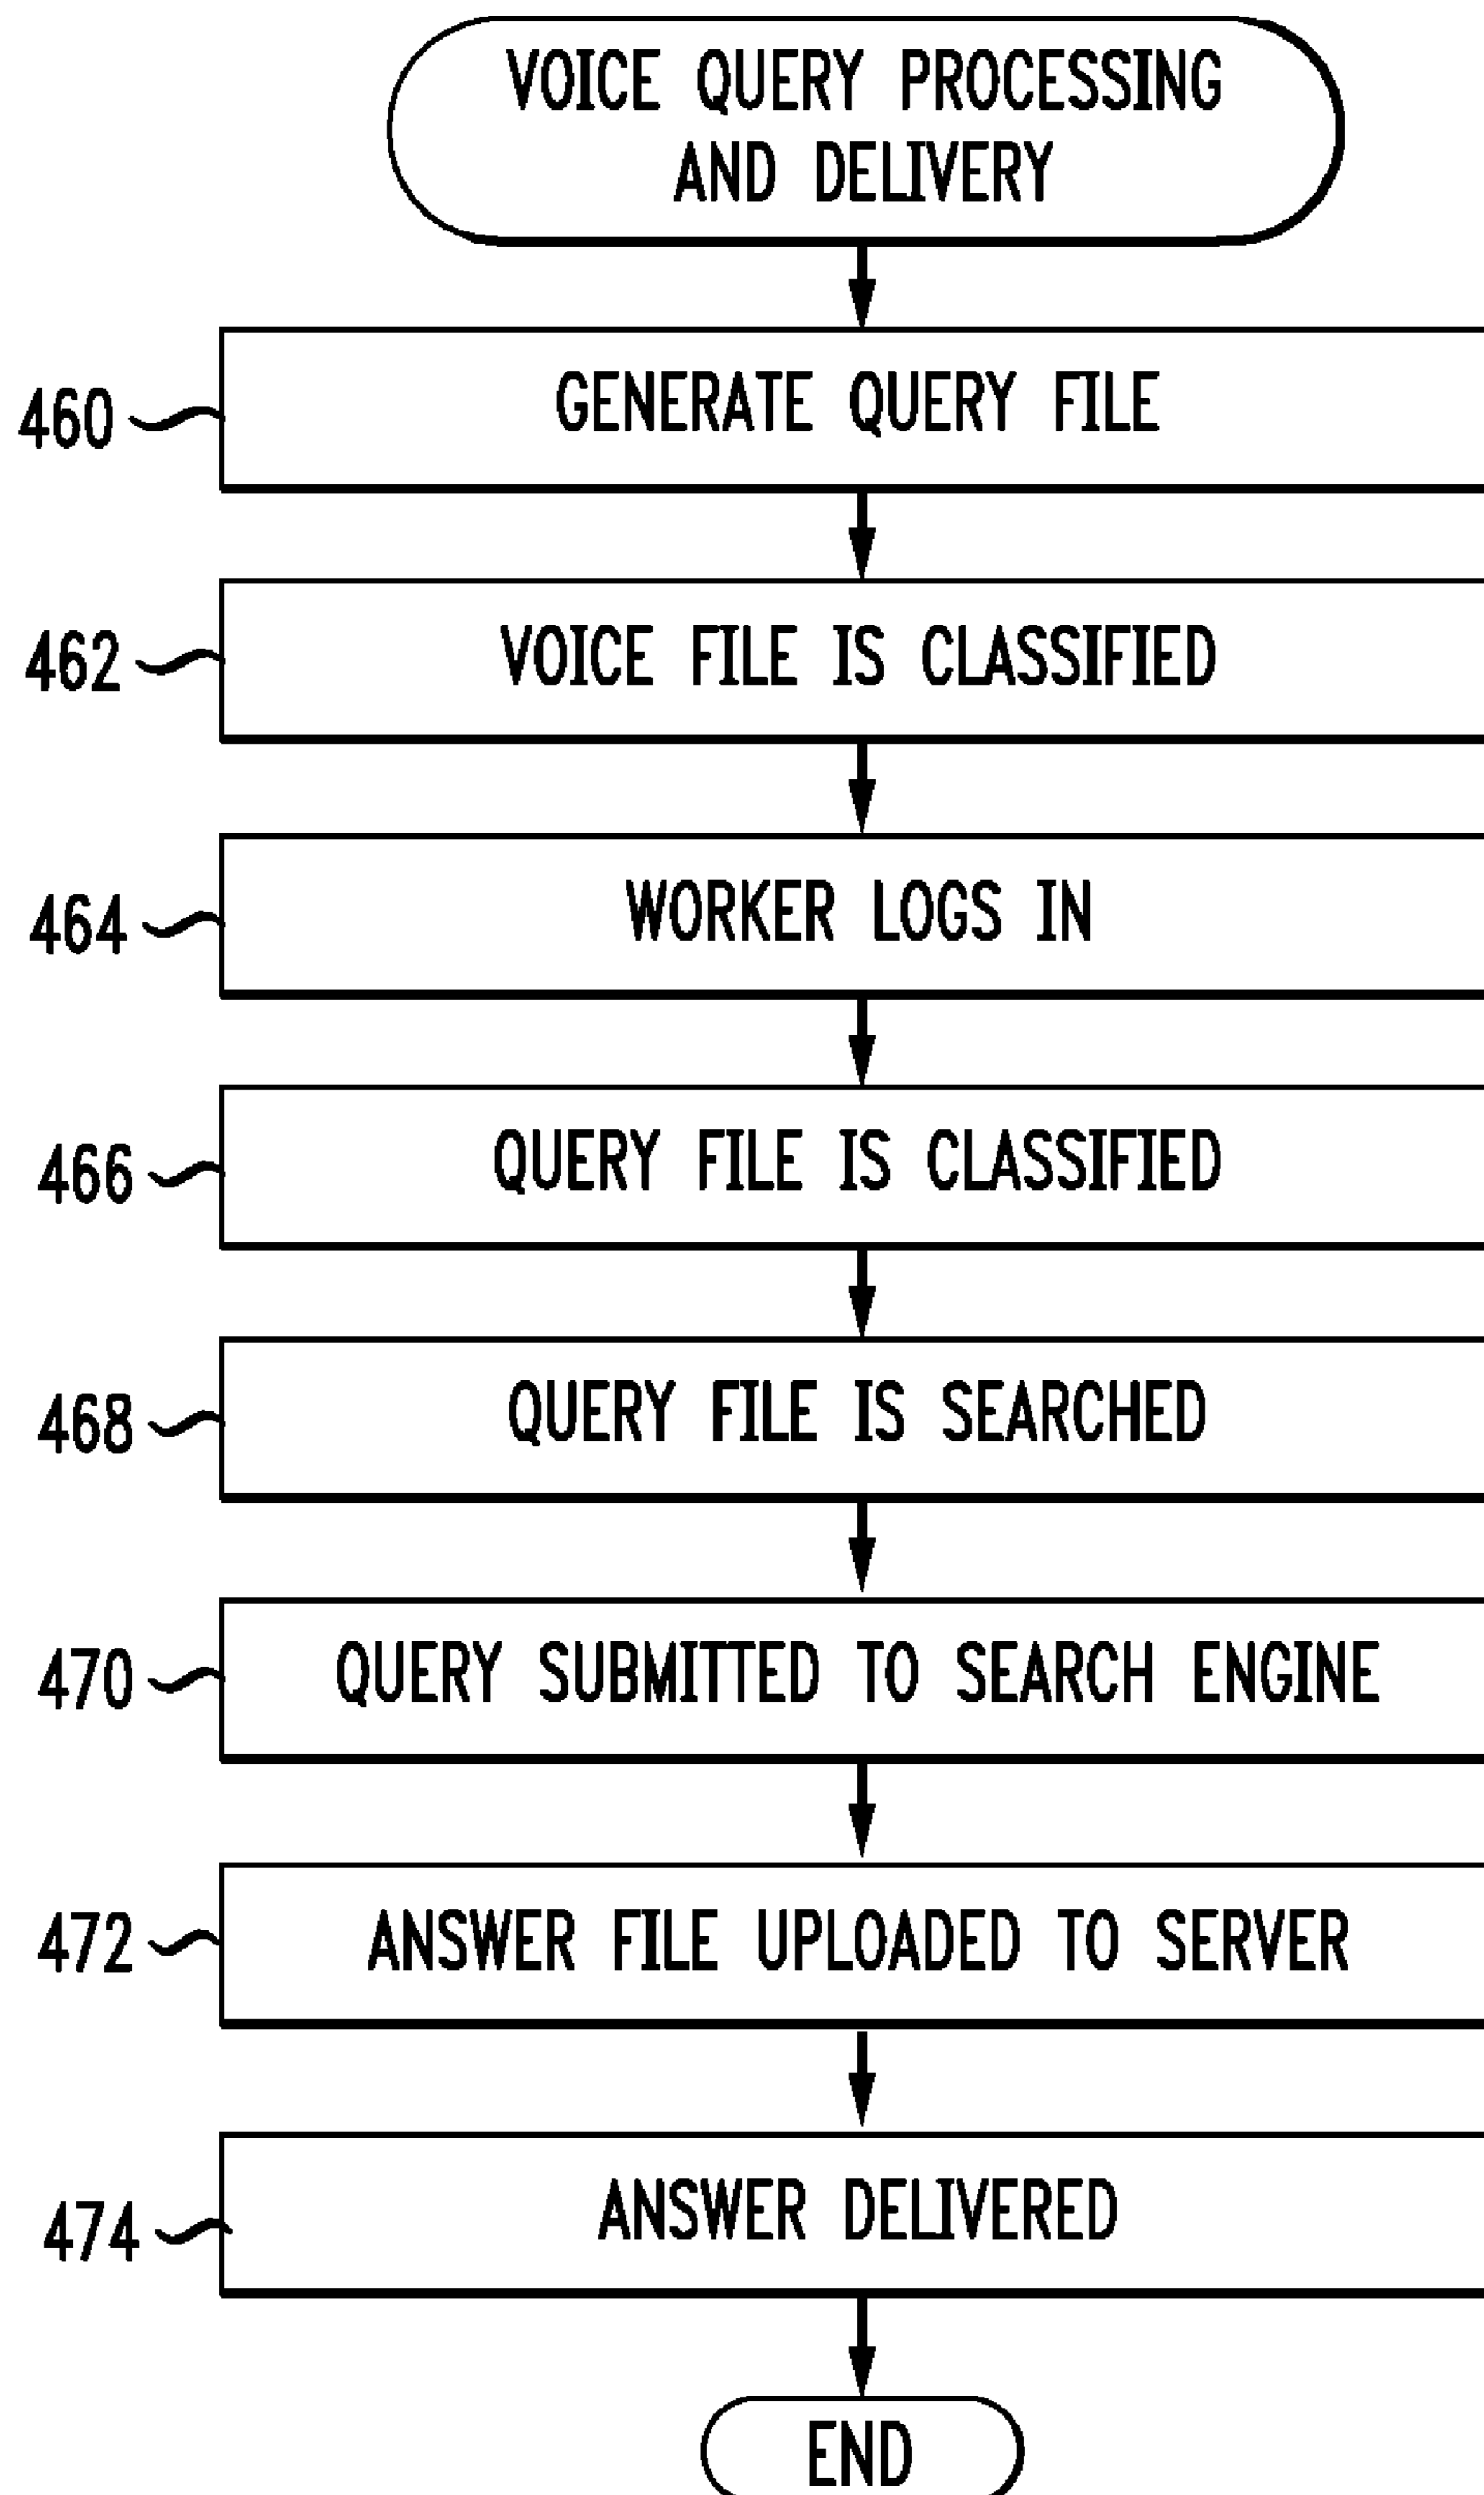 VOICE QUERY PROCESSING
AND DELIVERY
460
GENERATE QUERY FILE
462
VOICE FILE IS CLASSIFIED
464
WORKER LOGS IN
466
QUERY FILE IS CLASSIFIED
468
QUERY FILE IS SEARCHED
470
QUERY SUBMITTED TO SEARCH ENGINE
472
ANSWER FILE UPLOADED TO SERVER
474
ANSWER DELIVERED
END